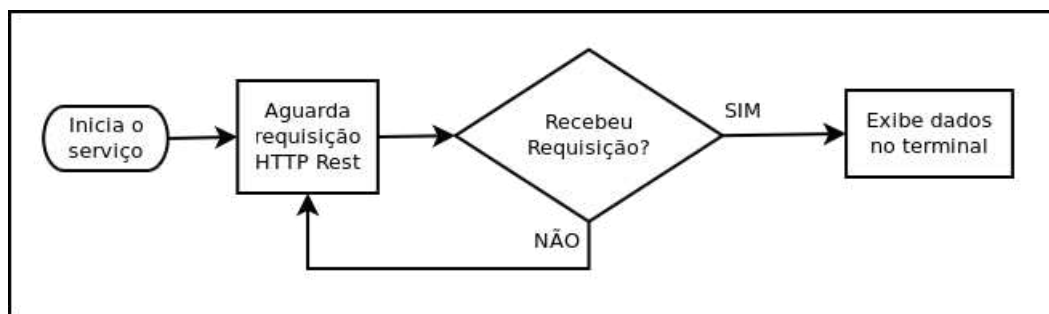 Inicia o
serviço
Aguarda
requisição
HTTP Rest
Recebeu
Requisição?
SIM
NÃO
Exibe dados
no terminal